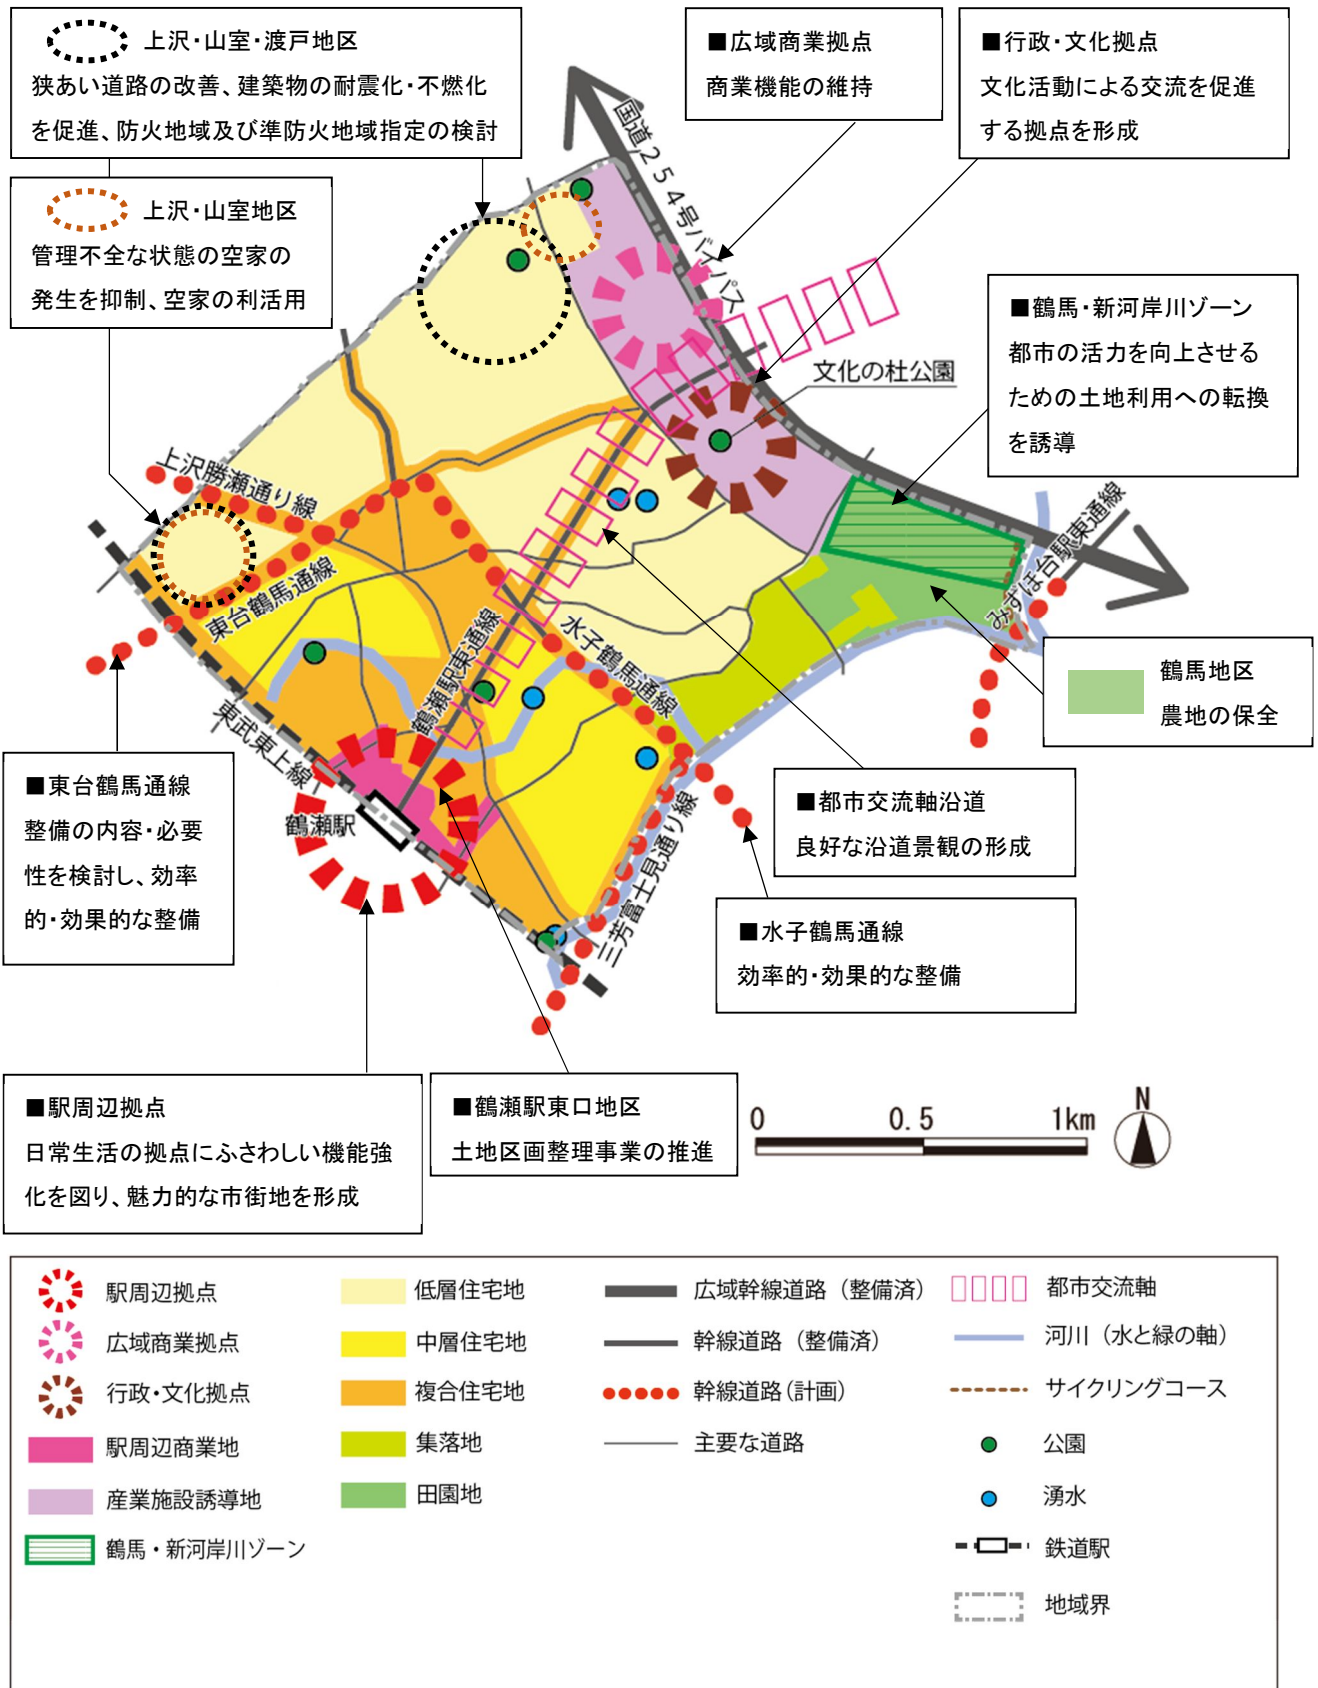 上沢・山室・渡戸地区
狭あい道路の改善、建築物の耐震化・不燃化
を促進、防火地域及び準防火地域指定の検討
■広域商業拠点
商業機能の維持
■行政・文化拠点
文化活動による交流を促進
する拠点を形成
上沢・山室地区
管理不全な状態の空家の
発生を抑制、空家の利活用
■鶴馬・新河岸川ゾーン
都市の活力を向上させる
ための土地利用への転換
を誘導
国道254号バイパス
文化の杜公園
上沢勝瀬通り線
東台鶴馬通線
鶴瀬駅東通線
水子鶴馬通線
みずほ台駅東通線
東武東上線
鶴瀬駅
三芳富士見通り線
鶴馬地区
農地の保全
■東台鶴馬通線
整備の内容・必要
性を検討し、効率
的・効果的な整備
■都市交流軸沿道
良好な沿道景観の形成
■水子鶴馬通線
効率的・効果的な整備
■駅周辺拠点
日常生活の拠点にふさわしい機能強
化を図り、魅力的な市街地を形成
■鶴瀬駅東口地区
土地区画整理事業の推進
0 0.5 1km
N
駅周辺拠点
広域商業拠点
行政・文化拠点
駅周辺商業地
産業施設誘導地
鶴馬・新河岸川ゾーン
低層住宅地
中層住宅地
複合住宅地
集落地
田園地
広域幹線道路（整備済）
幹線道路（整備済）
幹線道路（計画）
主要な道路
都市交流軸
河川（水と緑の軸）
サイクリングコース
公園
湧水
鉄道駅
地域界